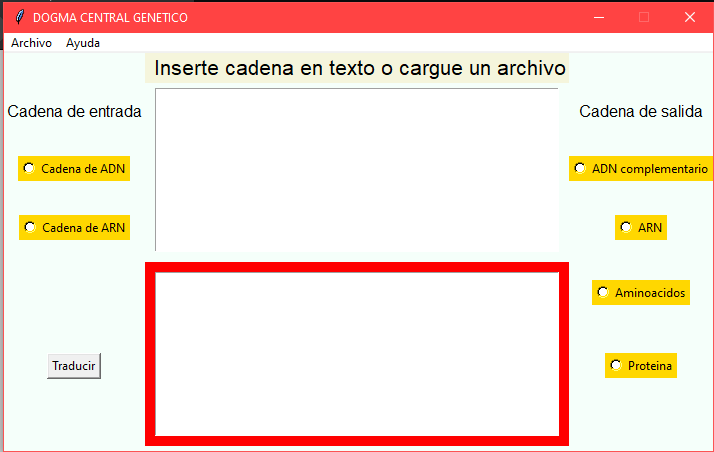 DOGMA CENTRAL GENETICO
Archivo Ayuda
Inserte cadena en texto o cargue un archivo
Cadena de entrada
Cadena de salida
Cadena de ADN
ADN complementario
Cadena de ARN
ARN
Aminoacidos
Traducir
Proteina